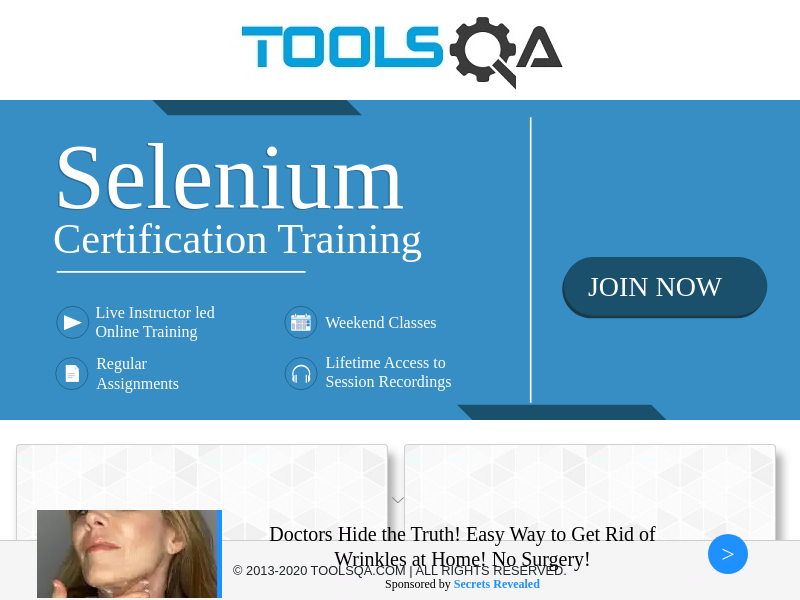 TOOLSQA
Selenium
Certification Training
Live Instructor led
Online Training
Weekend Classes
Regular
Assignments
Lifetime Access to
Session Recordings
JOIN NOW
Doctors Hide the Truth! Easy Way to Get Rid of
Wrinkles at Home! No Surgery!
>
© 2013-2020 TOOLSQA.COM | ALL RIGHTS RESERVED.
Sponsored by Secrets Revealed